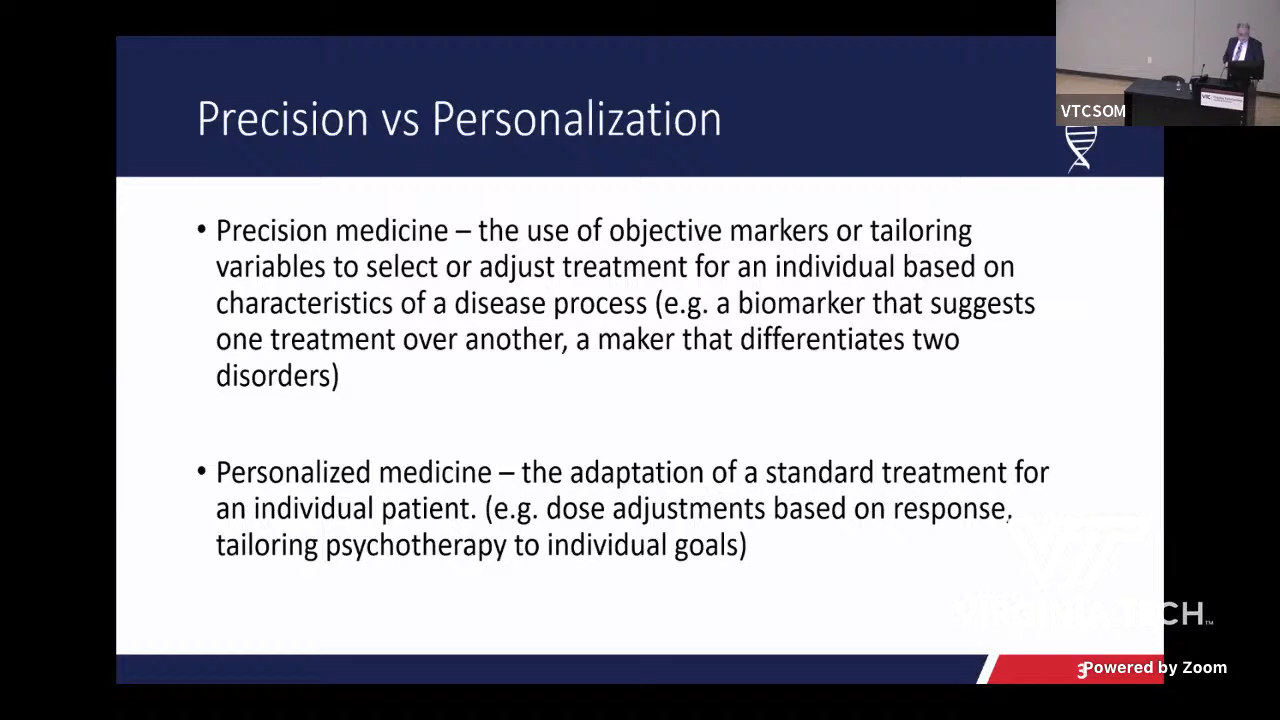 Precision vs Personalization
VTCSOM
• Precision medicine – the use of objective markers or tailoring
variables to select or adjust treatment for an individual based on
characteristics of a disease process (e.g. a biomarker that suggests
one treatment over another, a maker that differentiates two
disorders)
• Personalized medicine – the adaptation of a standard treatment for
an individual patient. (e.g. dose adjustments based on response,
tailoring psychotherapy to individual goals)
VIRGINIA TECH™
3
Powered by Zoom